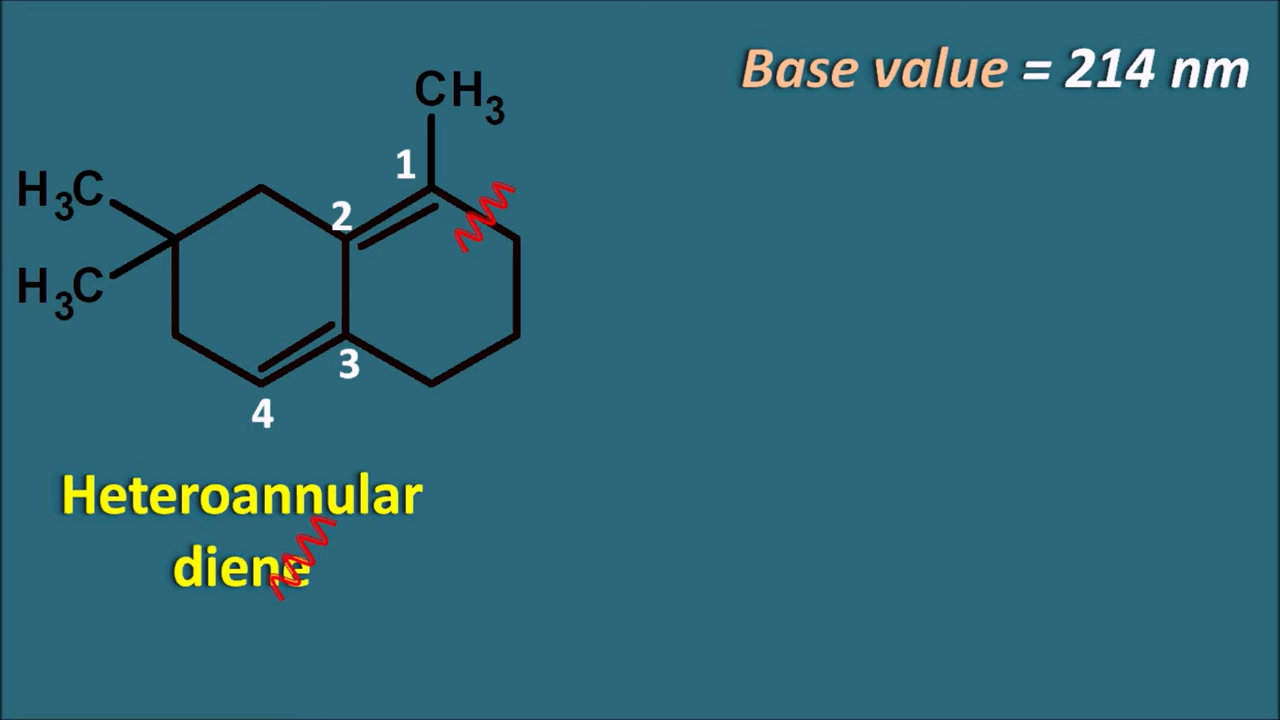 Base value = 214 nm
CH3
1
H3C
2
H3C
3
4
Heteroannular
diene